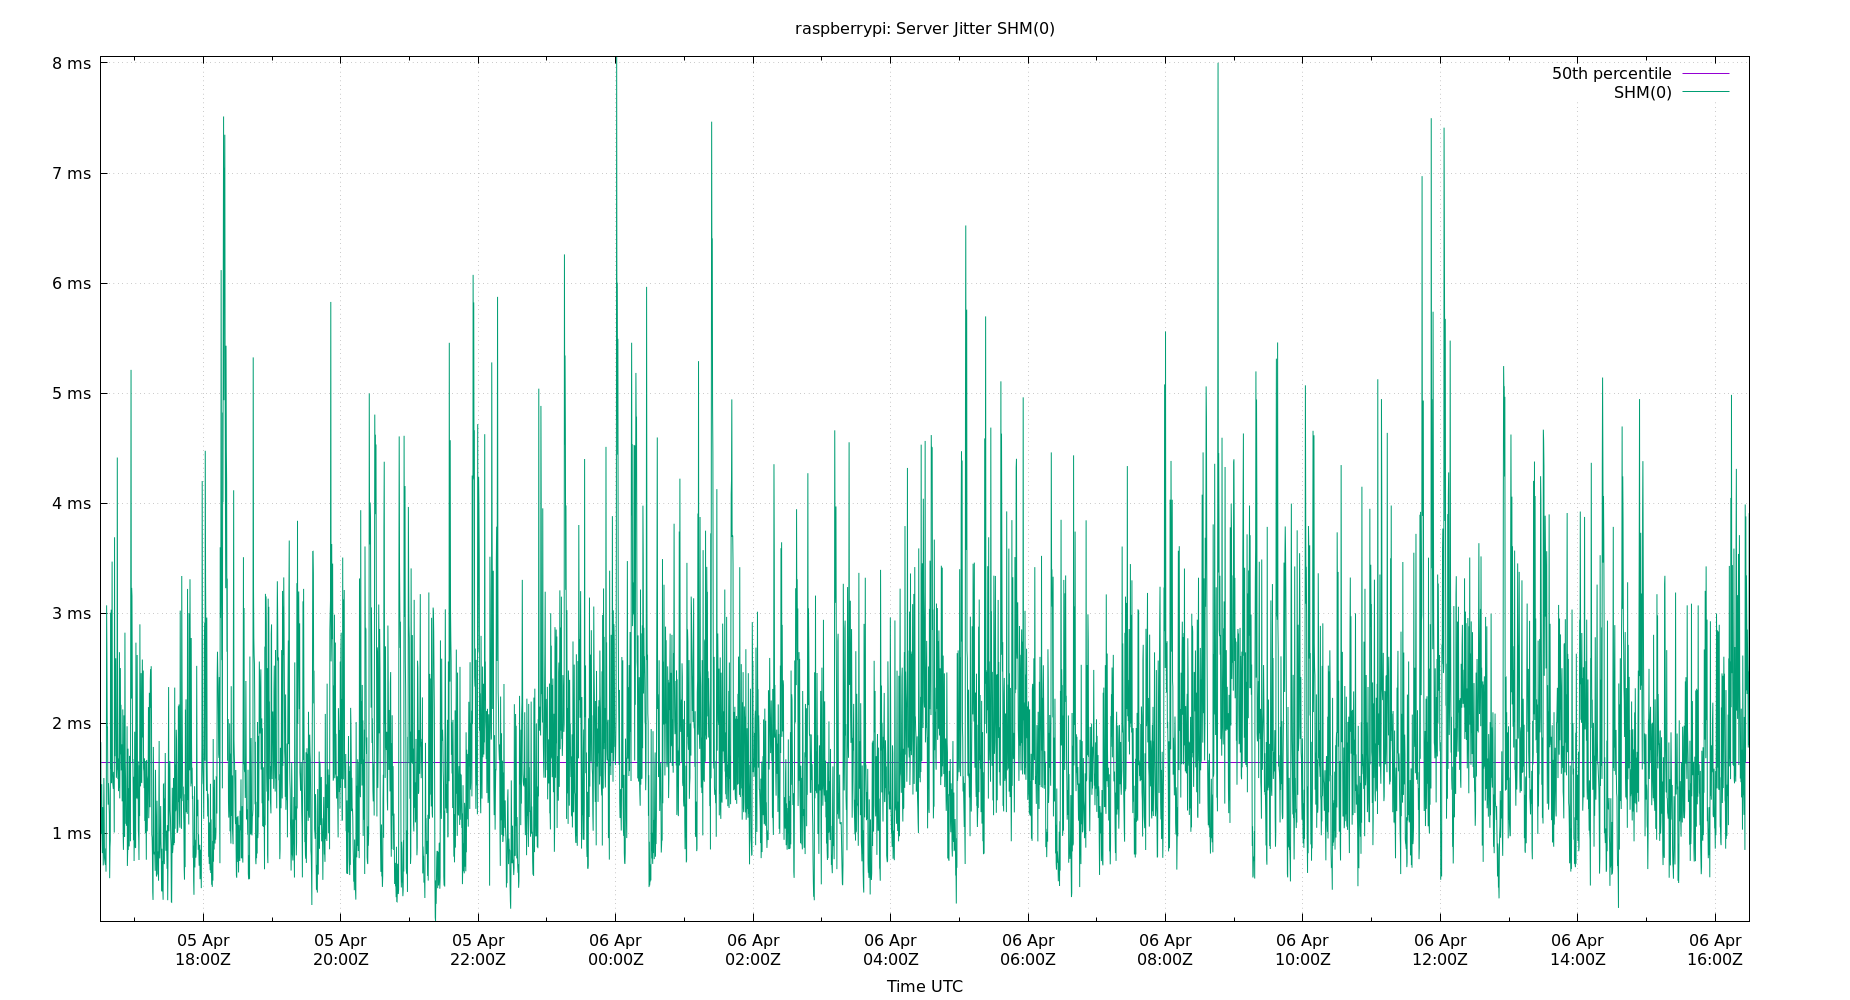 raspberrypi: Server Jitter SHM(0)
8 ms
50th percentile
SHM(0)
7 ms
6 ms
5 ms
4 ms
3 ms
2 ms
1 ms
05 Apr 05 Apr 05 Apr 06 Apr 06 Apr 06 Apr 06 Apr 06 Apr 06 Apr 06 Apr 06 Apr 06 Apr
18:00Z 20:00Z 22:00Z 00:00Z 02:00Z 04:00Z 06:00Z 08:00Z 10:00Z 12:00Z 14:00Z 16:00Z
Time UTC